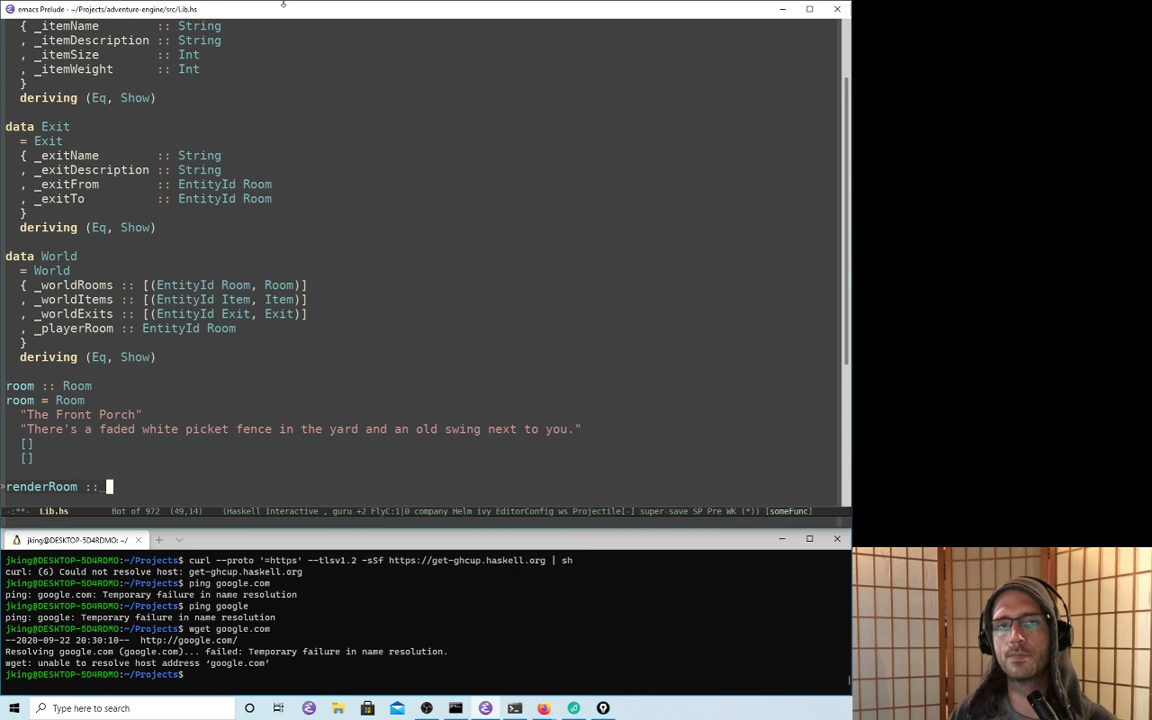 emacs Prelude - ~/Projects/adventure-engine/src/Lib.hs
{ _itemName :: String
, _itemDescription :: String
, _itemSize :: Int
, _itemWeight :: Int
}
deriving (Eq, Show)
data Exit
= Exit
{ _exitName :: String
, _exitDescription :: String
, _exitFrom :: EntityId Room
, _exitTo :: EntityId Room
}
deriving (Eq, Show)
data World
= World
{ _worldRooms :: [(EntityId Room, Room)]
, _worldItems :: [(EntityId Item, Item)]
, _worldExits :: [(EntityId Exit, Exit)]
, _playerRoom :: EntityId Room
}
deriving (Eq, Show)
room :: Room
room = Room
"The Front Porch"
"There's a faded white picket fence in the yard and an old swing next to you."
[]
[]
renderRoom ::
-:**- Lib.hs Bot of 972 (49,14) (Haskell Interactive , guru +2 FlyC:1|0 company Helm ivy EditorConfig ws Projectile[-] super-save SP Pre WK (*)) [someFunc]
jking@DESKTOP-5D4RDMO: ~/
jking@DESKTOP-5D4RDMO:~/Projects$ curl --proto '=https' --tlsv1.2 -sSf https://get-ghcup.haskell.org | sh
curl: (6) Could not resolve host: get-ghcup.haskell.org
jking@DESKTOP-5D4RDMO:~/Projects$ ping google.com
ping: google.com: Temporary failure in name resolution
jking@DESKTOP-5D4RDMO:~/Projects$ ping google
ping: google: Temporary failure in name resolution
jking@DESKTOP-5D4RDMO:~/Projects$ wget google.com
--2020-09-22 20:30:10-- http://google.com/
Resolving google.com (google.com)... failed: Temporary failure in name resolution.
wget: unable to resolve host address ‘google.com’
jking@DESKTOP-5D4RDMO:~/Projects$
Type here to search